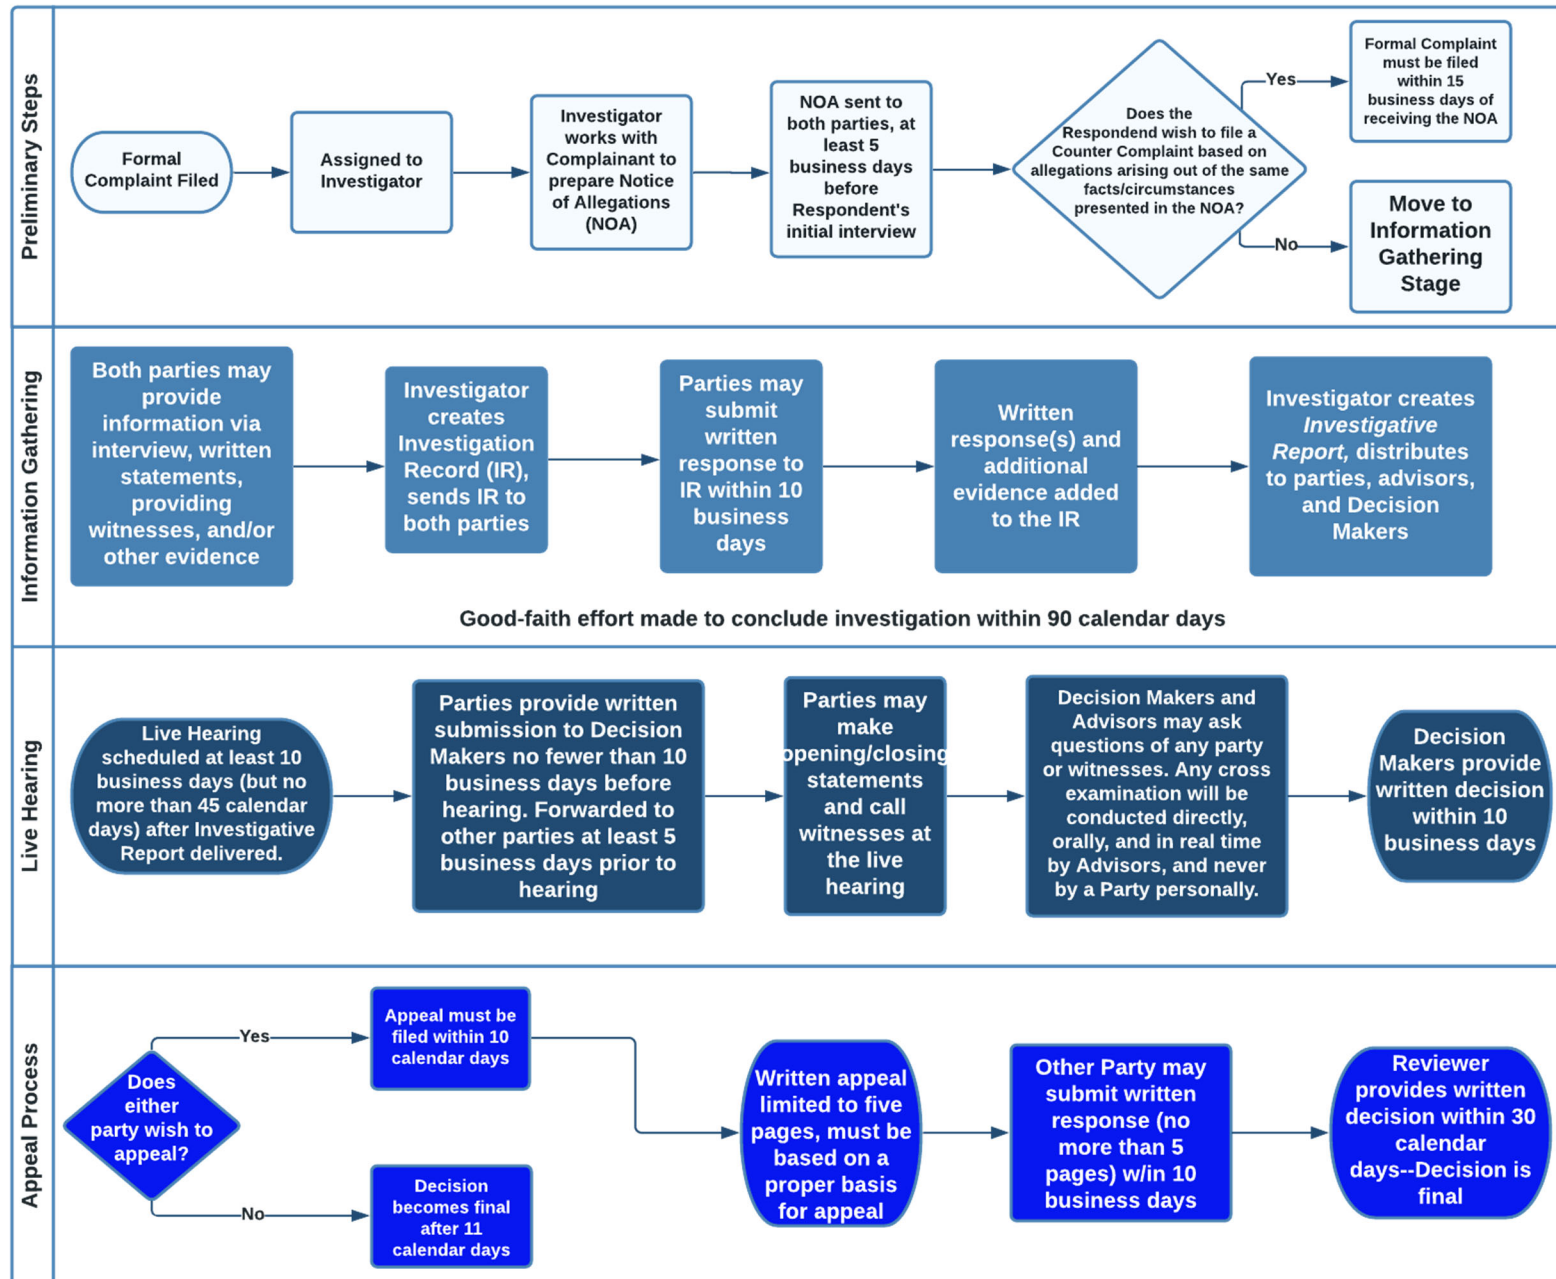 Preliminary Steps
Formal
Complaint Filed
Assigned to
Investigator
Investigator
works with
Complainant to
prepare Notice
of Allegations
(NOA)
NOA sent to
both parties, at
least 5
business days
before
Respondent's
initial interview
Does the
Respondend wish to file a
Counter Complaint based on
allegations arising out of the same
facts/circumstances
presented in the NOA?
Yes
Formal Complaint
must be filed
within 15
business days of
receiving the NOA
No
Move to
Information
Gathering
Stage
Information Gathering
Both parties may
provide
information via
interview, written
statements,
providing
witnesses, and/or
other evidence
Investigator
creates
Investigation
Record (IR),
sends IR to
both parties
Parties may
submit
written
response to
IR within 10
business
days
Written
response(s) and
additional
evidence added
to the IR
Investigator creates
Investigative
Report, distributes
to parties, advisors,
and Decision
Makers
Good-faith effort made to conclude investigation within 90 calendar days
Live Hearing
Live Hearing
scheduled at least 10
business days (but no
more than 45 calendar
days) after Investigative
Report delivered.
Parties provide written
submission to Decision
Makers no fewer than 10
business days before
hearing. Forwarded to
other parties at least 5
business days prior to
hearing
Parties may
make
opening/closing
statements
and call
witnesses at
the live
hearing
Decision Makers and
Advisors may ask
questions of any party
or witnesses. Any cross
examination will be
conducted directly,
orally, and in real time
by Advisors, and never
by a Party personally.
Decision
Makers provide
written decision
within 10
business days
Appeal Process
Does
either
party wish to
appeal?
Yes
Appeal must be
filed within 10
calendar days
No
Decision
becomes final
after 11
calendar days
Written appeal
limited to five
pages, must be
based on a
proper basis
for appeal
Other Party may
submit written
response (no
more than 5
pages) w/in 10
business days
Reviewer
provides written
decision within 30
calendar
days--Decision is
final